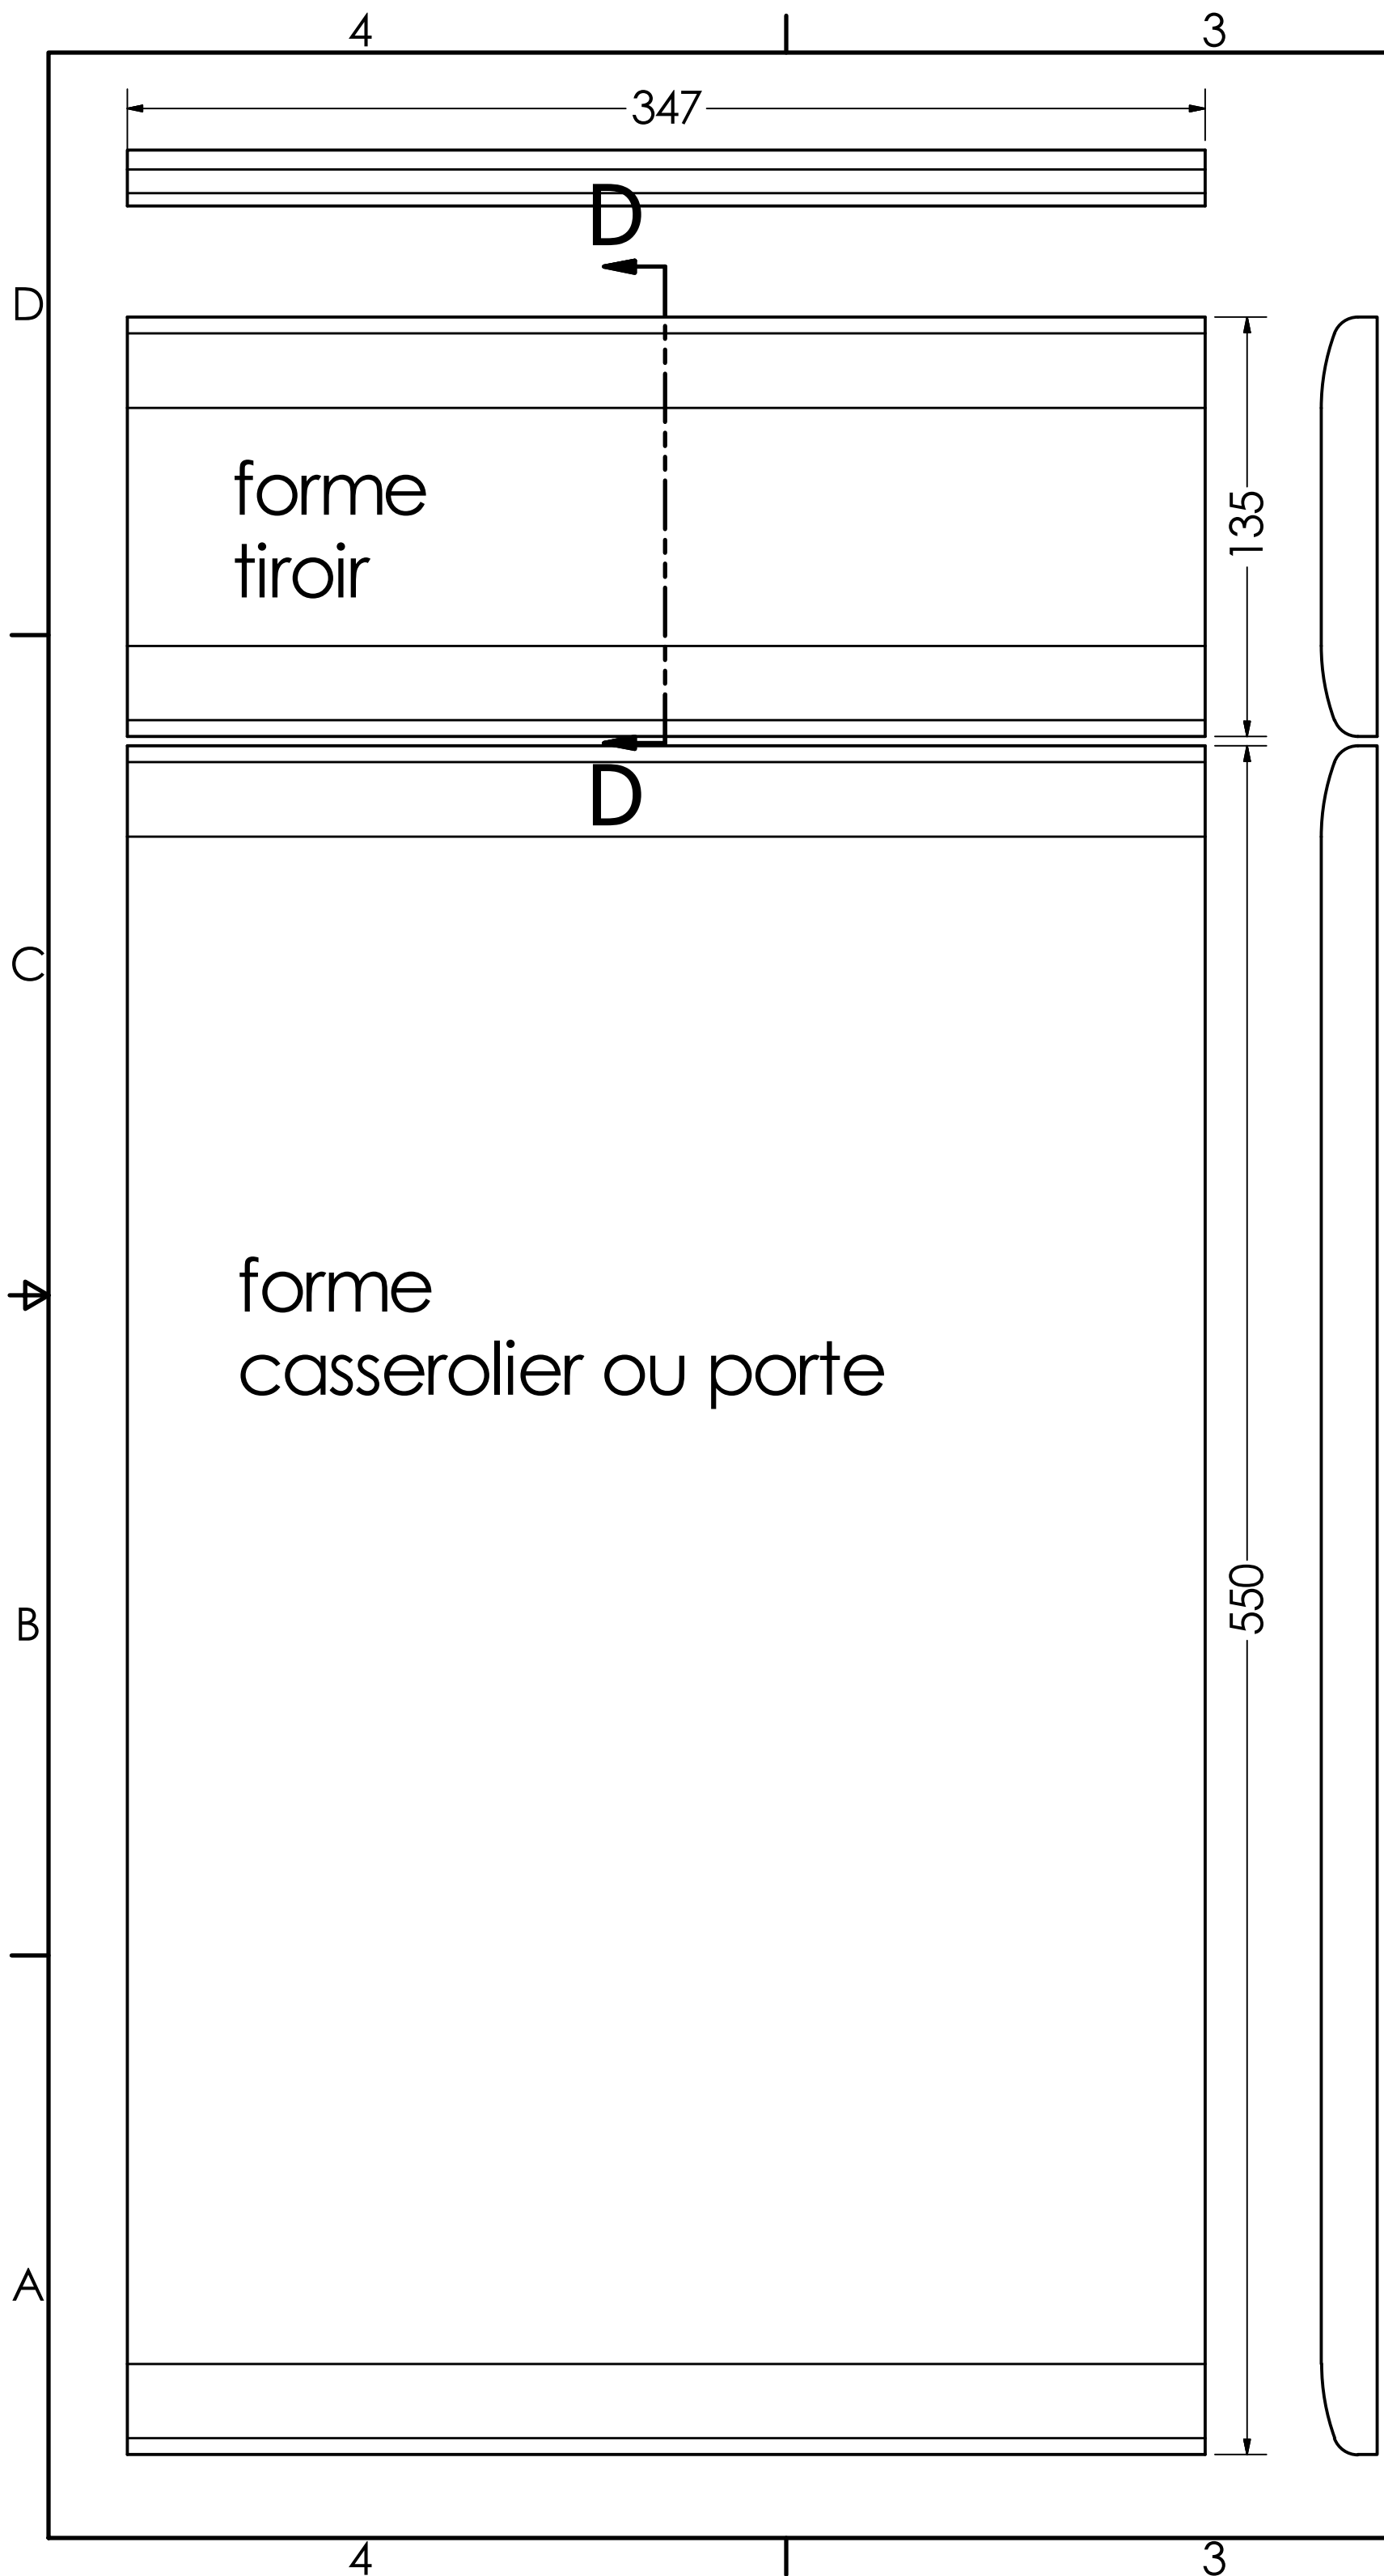 4 3
347
D
D
forme
tiroir
135
D
C
forme
casserolier ou porte
550
B
A
4 3